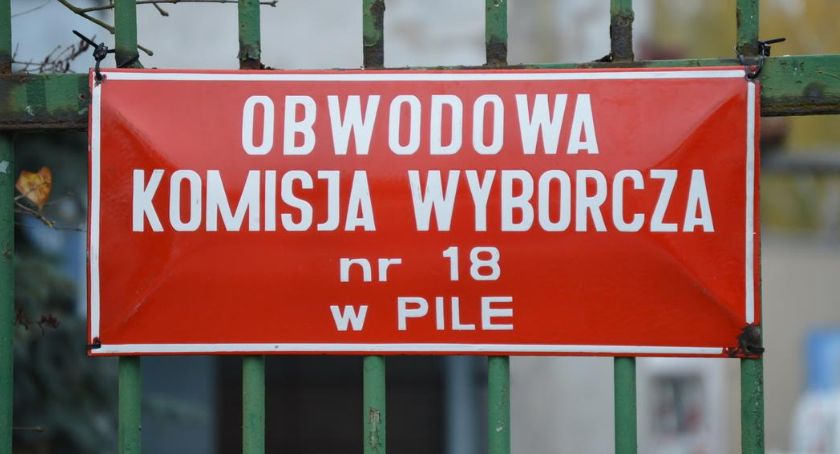 OBWODOWA
KOMISJA WYBORCZA
nr 18
w PILE